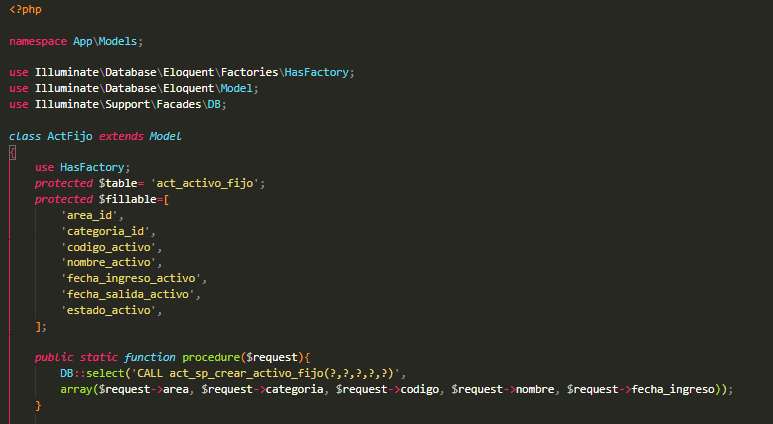 <?php
namespace App\Models;
use Illuminate\Database\Eloquent\Factories\HasFactory;
use Illuminate\Database\Eloquent\Model;
use Illuminate\Support\Facades\DB;
class ActFijo extends Model
{
use HasFactory;
protected $table= 'act_activo_fijo';
protected $fillable=[
'area_id',
'categoria_id',
'codigo_activo',
'nombre_activo',
'fecha_ingreso_activo',
'fecha_salida_activo',
'estado_activo',
];
public static function procedure($request){
DB::select('CALL act_sp_crear_activo_fijo(?,?,?,?,?)',
array($request->area, $request->categoria, $request->codigo, $request->nombre, $request->fecha_ingreso));
}